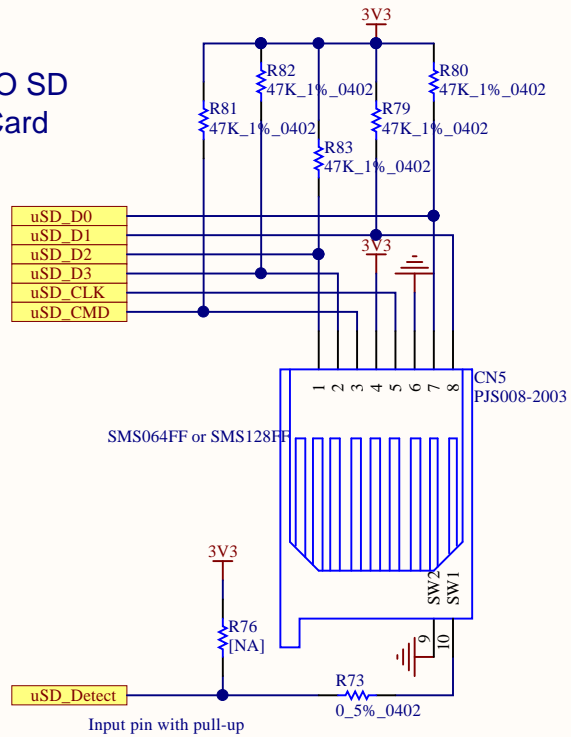 3V3
O SD
Card
R82
47K_1%_0402
R80
47K_1%_0402
R81
47K_1%_0402
R79
47K_1%_0402
R83
47K_1%_0402
uSD_D0
uSD_D1
uSD_D2
uSD_D3
uSD_CLK
uSD_CMD
3V3
1 2 3 4 5 6 7 8
CN5
PJS008-2003
SMS064FF or SMS128FF
SW2
SW1
9
10
3V3
R76
[NA]
R73
0_5%_0402
uSD_Detect
Input pin with pull-up